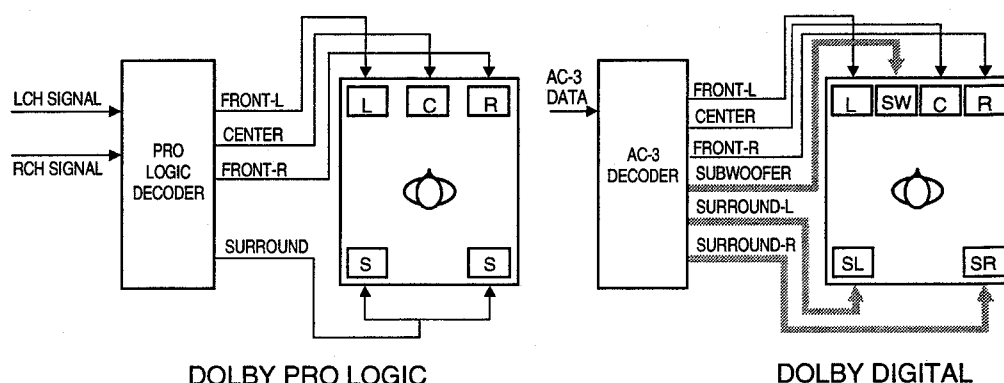 LCH SIGNAL
RCH SIGNAL
PRO
LOGIC
DECODER
FRONT-L
CENTER
FRONT-R
SURROUND
L
C
R
S
S
DOLBY PRO LOGIC
AC-3
DATA
AC-3
DECODER
FRONT-L
CENTER
FRONT-R
SUBWOOFER
SURROUND-L
SURROUND-R
L
SW
C
R
SL
SR
DOLBY DIGITAL